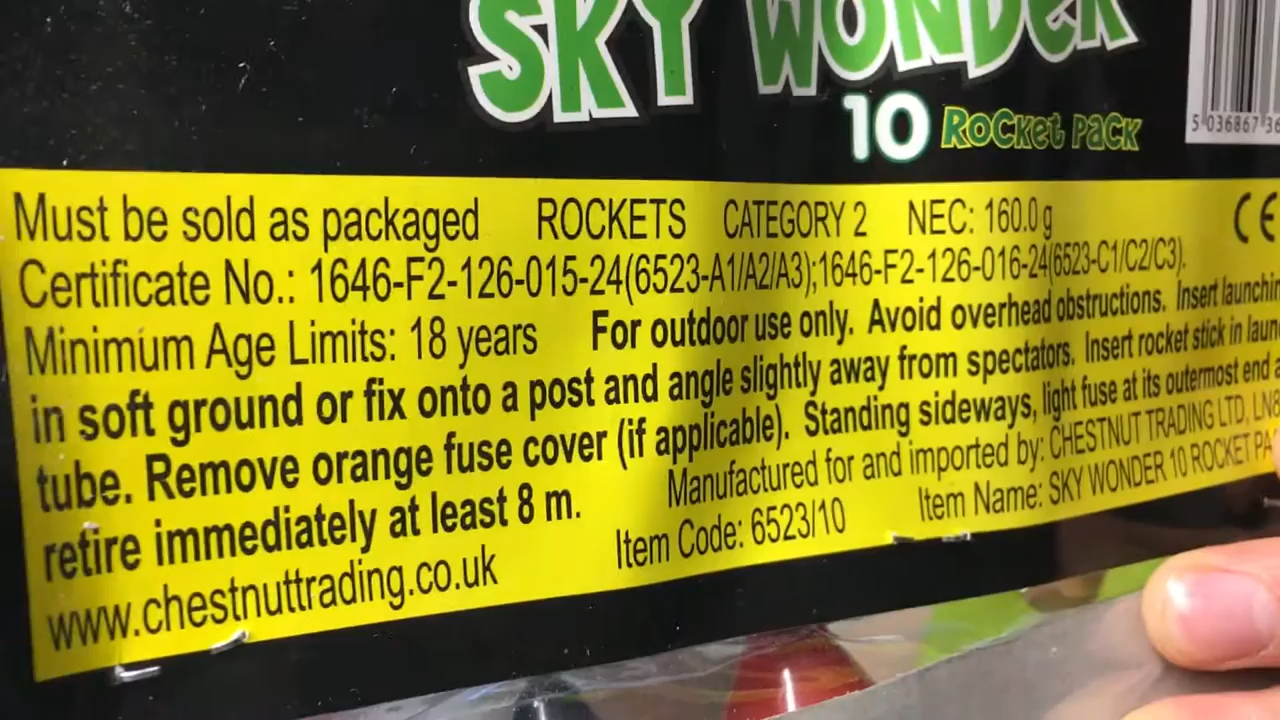 SKY WONDER
10 ROCKET PACK
5 036867 36
Must be sold as packaged ROCKETS CATEGORY 2 NEC: 160.0 g CE
Certificate No.: 1646-F2-126-015-24(6523-A1/A2/A3);1646-F2-126-016-24(6523-C1/C2/C3).
Minimum Age Limits: 18 years For outdoor use only. Avoid overhead obstructions. Insert
in soft ground or fix onto a post and angle slightly away from spectators. Insert rocket stick in
tube. Remove orange fuse cover (if applicable). Standing sideways, light fuse at its outermost end
retire immediately at least 8 m. Manufactured for and imported by: CHESTNUT TRADING LTD,
www.chestnuttrading.co.uk Item Code: 6523/10 Item Name: SKY WONDER 10 ROCKET